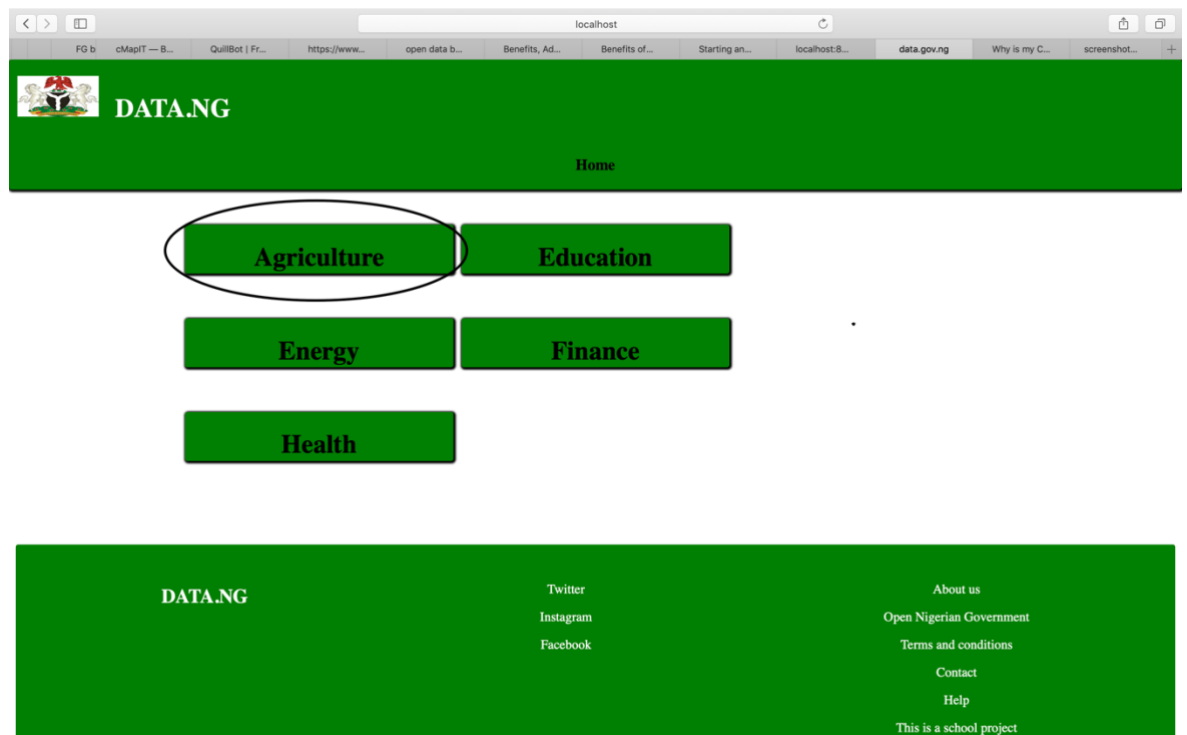 localhost
FG b cMapIT — B... QuillBot | Fr... https://www... open data b... Benefits, Ad... Benefits of... Starting an... localhost:8... data.gov.ng Why is my C... screenshot...
DATA.NG
Home
Agriculture Education
Energy Finance
Health
DATA.NG
Twitter
Instagram
Facebook
About us
Open Nigerian Government
Terms and conditions
Contact
Help
This is a school project